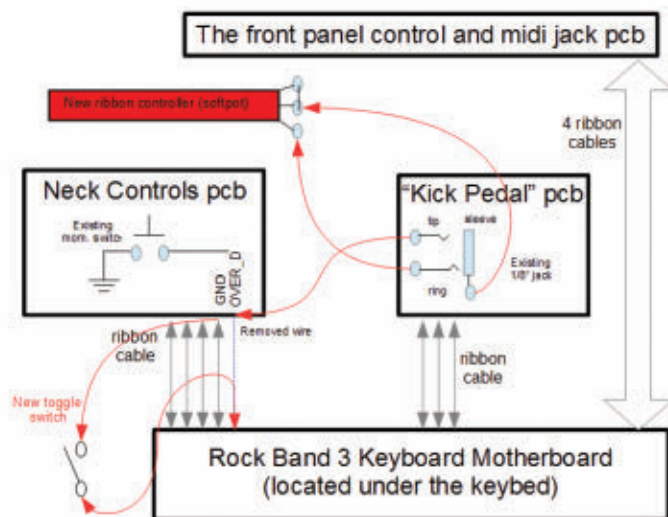 The front panel control and midi jack pcb
New ribbon controller (softpot)
4 ribbon
cables
Neck Controls pcb
Existing
mom. switch
GND
OVER_D
"Kick Pedal" pcb
tip
sleeve
Existing
1/8" jack
ring
ribbon
cable
Removed wire
ribbon
cable
New toggle
switch
Rock Band 3 Keyboard Motherboard
(located under the keybed)